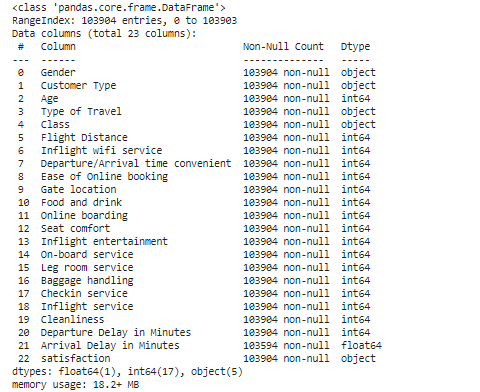 <class 'pandas.core.frame.DataFrame'>
RangeIndex: 103904 entries, 0 to 103903
Data columns (total 23 columns):
 #   Column                             Non-Null Count   Dtype
---  ------                             --------------   -----
 0   Gender                             103904 non-null  object
 1   Customer Type                      103904 non-null  object
 2   Age                                103904 non-null  int64
 3   Type of Travel                     103904 non-null  object
 4   Class                              103904 non-null  object
 5   Flight Distance                    103904 non-null  int64
 6   Inflight wifi service              103904 non-null  int64
 7   Departure/Arrival time convenient  103904 non-null  int64
 8   Ease of Online booking             103904 non-null  int64
 9   Gate location                      103904 non-null  int64
 10  Food and drink                     103904 non-null  int64
 11  Online boarding                    103904 non-null  int64
 12  Seat comfort                       103904 non-null  int64
 13  Inflight entertainment             103904 non-null  int64
 14  On-board service                   103904 non-null  int64
 15  Leg room service                   103904 non-null  int64
 16  Baggage handling                   103904 non-null  int64
 17  Checkin service                    103904 non-null  int64
 18  Inflight service                   103904 non-null  int64
 19  Cleanliness                        103904 non-null  int64
 20  Departure Delay in Minutes         103904 non-null  int64
 21  Arrival Delay in Minutes           103594 non-null  float64
 22  satisfaction                       103904 non-null  object
dtypes: float64(1), int64(17), object(5)
memory usage: 18.2+ MB